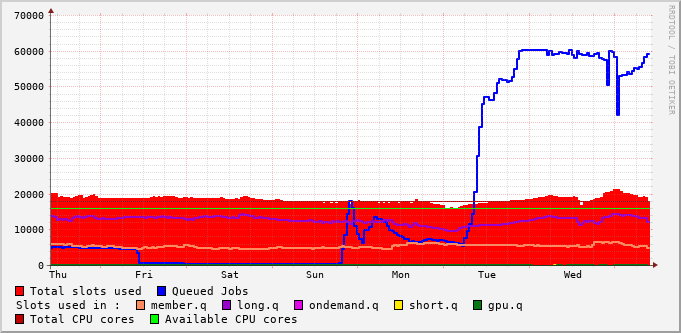 70000
60000
50000
40000
30000
20000
10000
0
Thu Fri Sat Sun Mon Tue Wed
Total slots used Queued Jobs
Slots used in : member.q long.q ondemand.q short.q gpu.q
Total CPU cores Available CPU cores
RRDTOOL / TOBI OETIKER